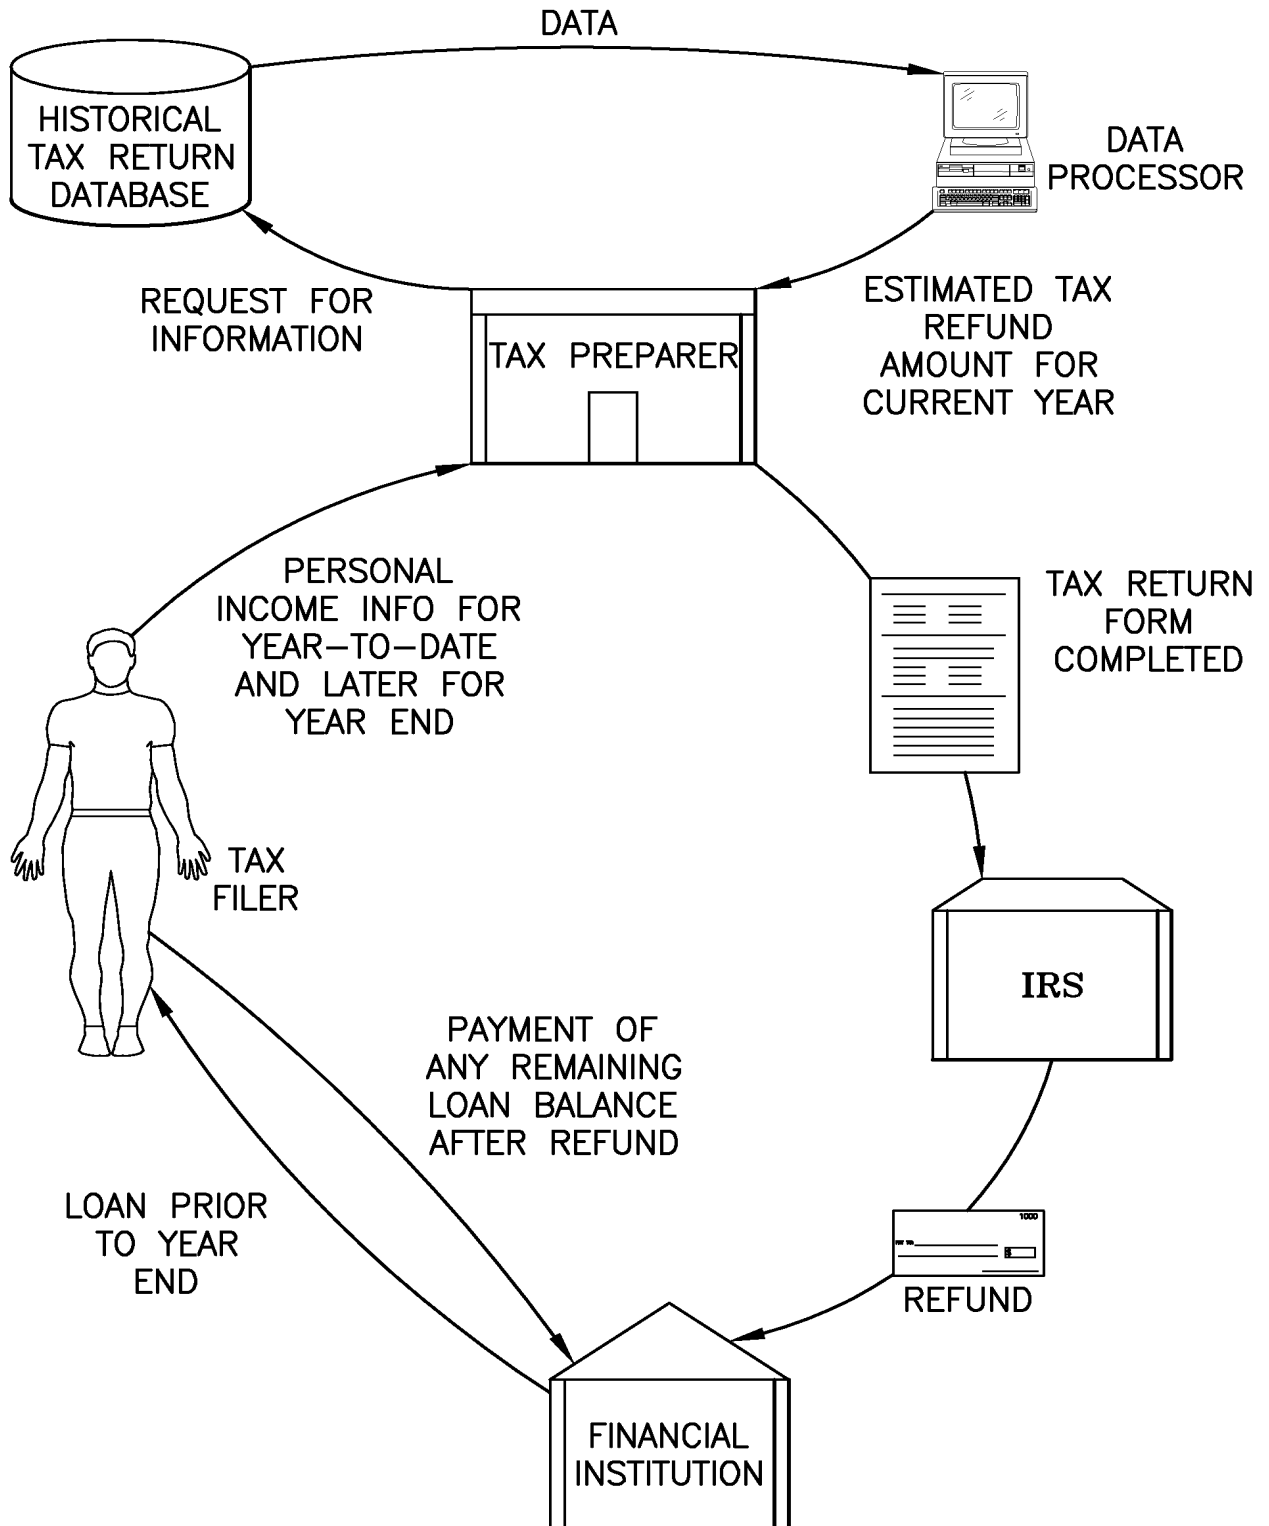 DATA
HISTORICAL
TAX RETURN
DATABASE
DATA
PROCESSOR
REQUEST FOR
INFORMATION
TAX PREPARER
ESTIMATED TAX
REFUND
AMOUNT FOR
CURRENT YEAR
PERSONAL
INCOME INFO FOR
YEAR-TO-DATE
AND LATER FOR
YEAR END
TAX RETURN
FORM
COMPLETED
TAX
FILER
IRS
PAYMENT OF
ANY REMAINING
LOAN BALANCE
AFTER REFUND
LOAN PRIOR
TO YEAR
END
1000
PAY TO:
$
REFUND
FINANCIAL
INSTITUTION